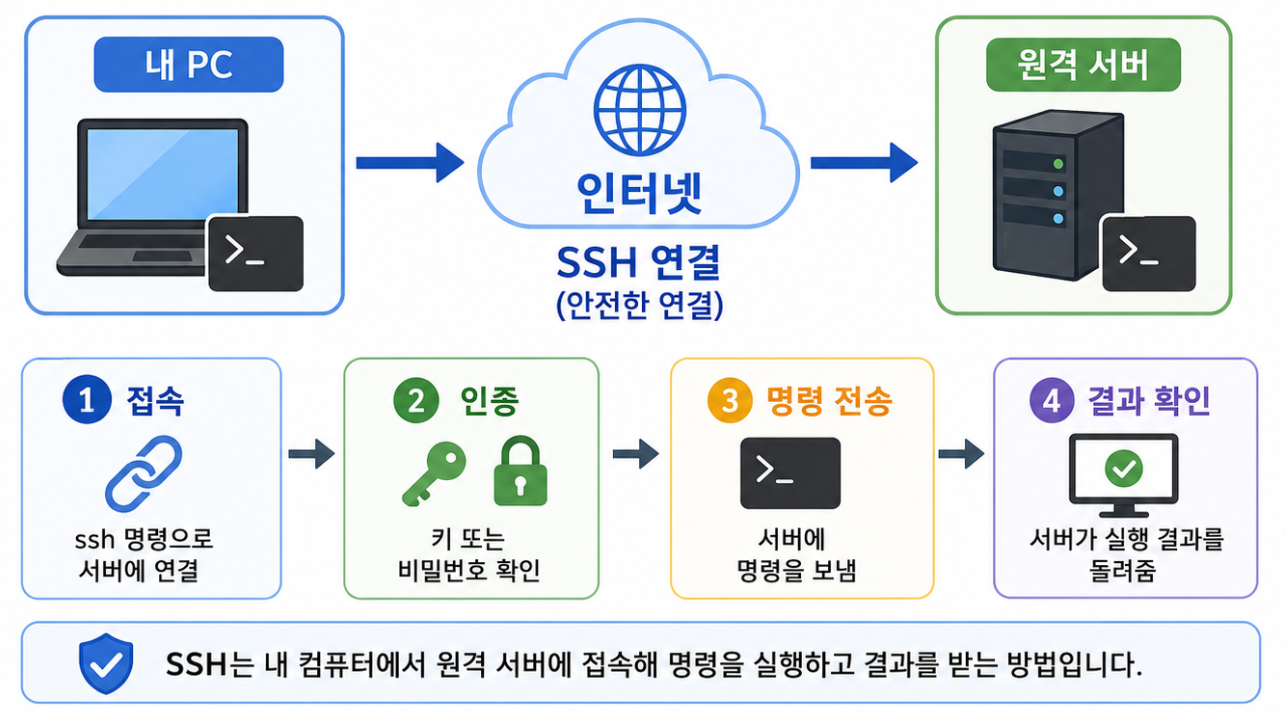 내 PC
인터넷
원격 서버
>_
>_
SSH 연결
(안전한 연결)
1 접속
ssh 명령으로
서버에 연결
2 인증
키 또는
비밀번호 확인
3 명령 전송
>_
서버에
명령을 보냄
4 결과 확인
서버가 실행 결과를
돌려줌
SSH는 내 컴퓨터에서 원격 서버에 접속해 명령을 실행하고 결과를 받는 방법입니다.